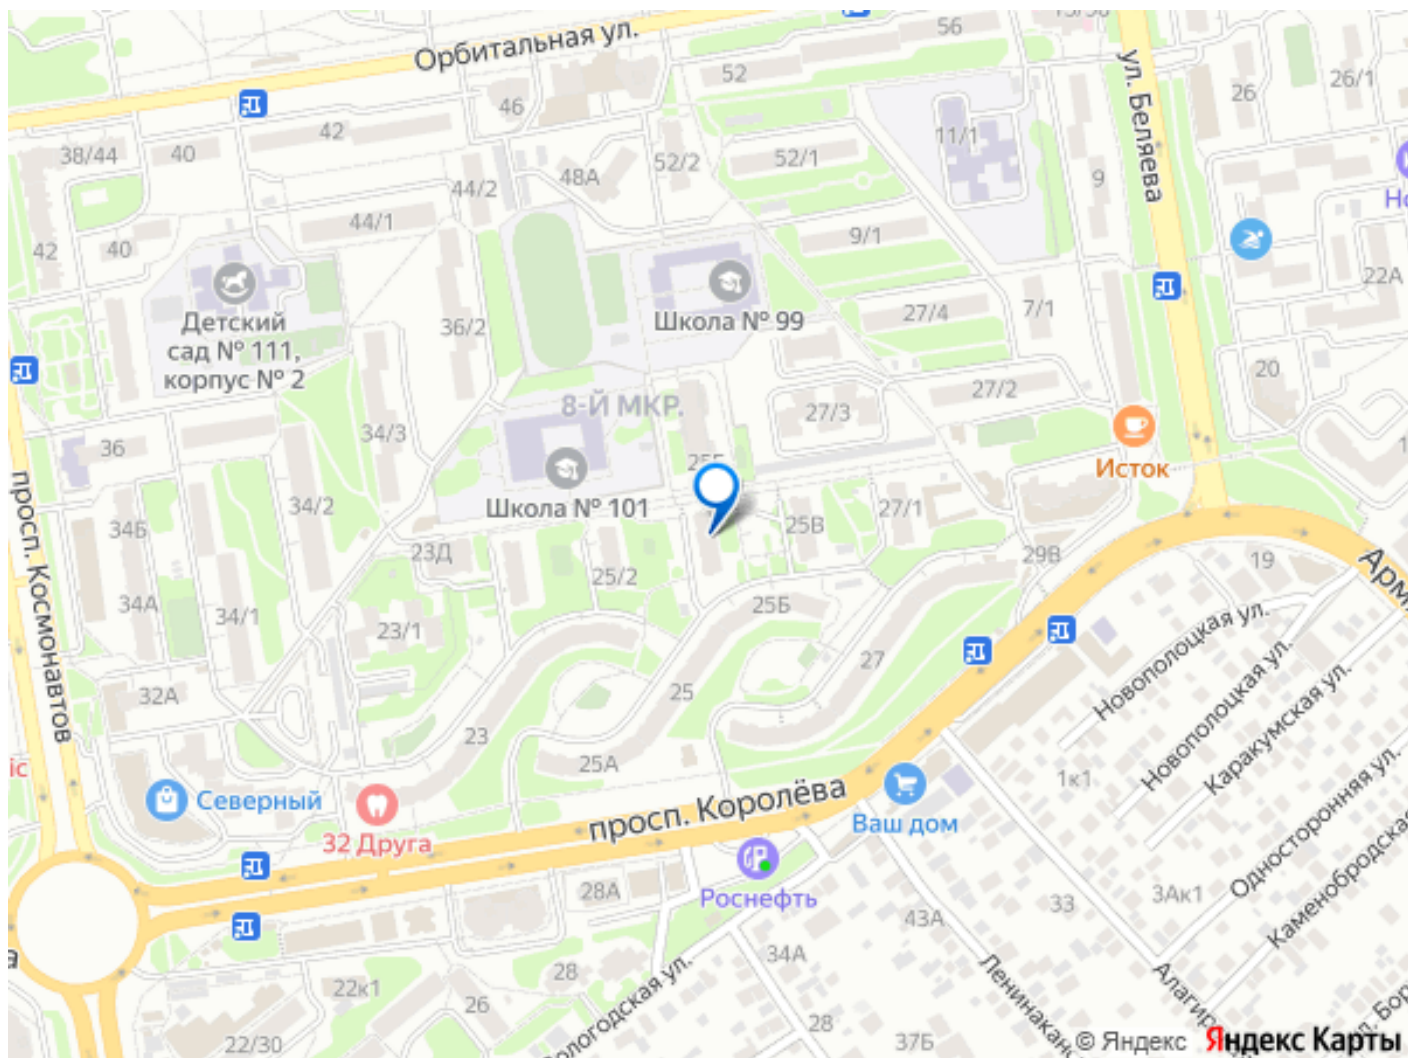 Орбитальная ул.
56
52
46
42
38/44
40
52/2
52/1
11/1
26
26/1
ул. Беляева
9
48А
44/2
44/1
42
40
9/1
22А
Школа № 99
27/4
7/1
Детский
сад № 111,
корпус № 2
36/2
20
27/2
8-Й МКР.
27/3
34/3
36
Исток
Школа № 101
34/2
просп. Космонавтов
34Б
23Д
25В
27/1
29В
19
25/2
34А
34/1
23/1
25Б
27
25
32А
23
25А
Новополоцкая ул.
Новополоцкая ул.
Каракумская ул.
1к1
Северный
32 Друга
просп. Королёва
Ваш дом
Односторонняя ул.
28А
Роснефть
43А
33
3Ак1
34А
28
22к1
26
22/30
28
37Б
© Яндекс Яндекс Карты